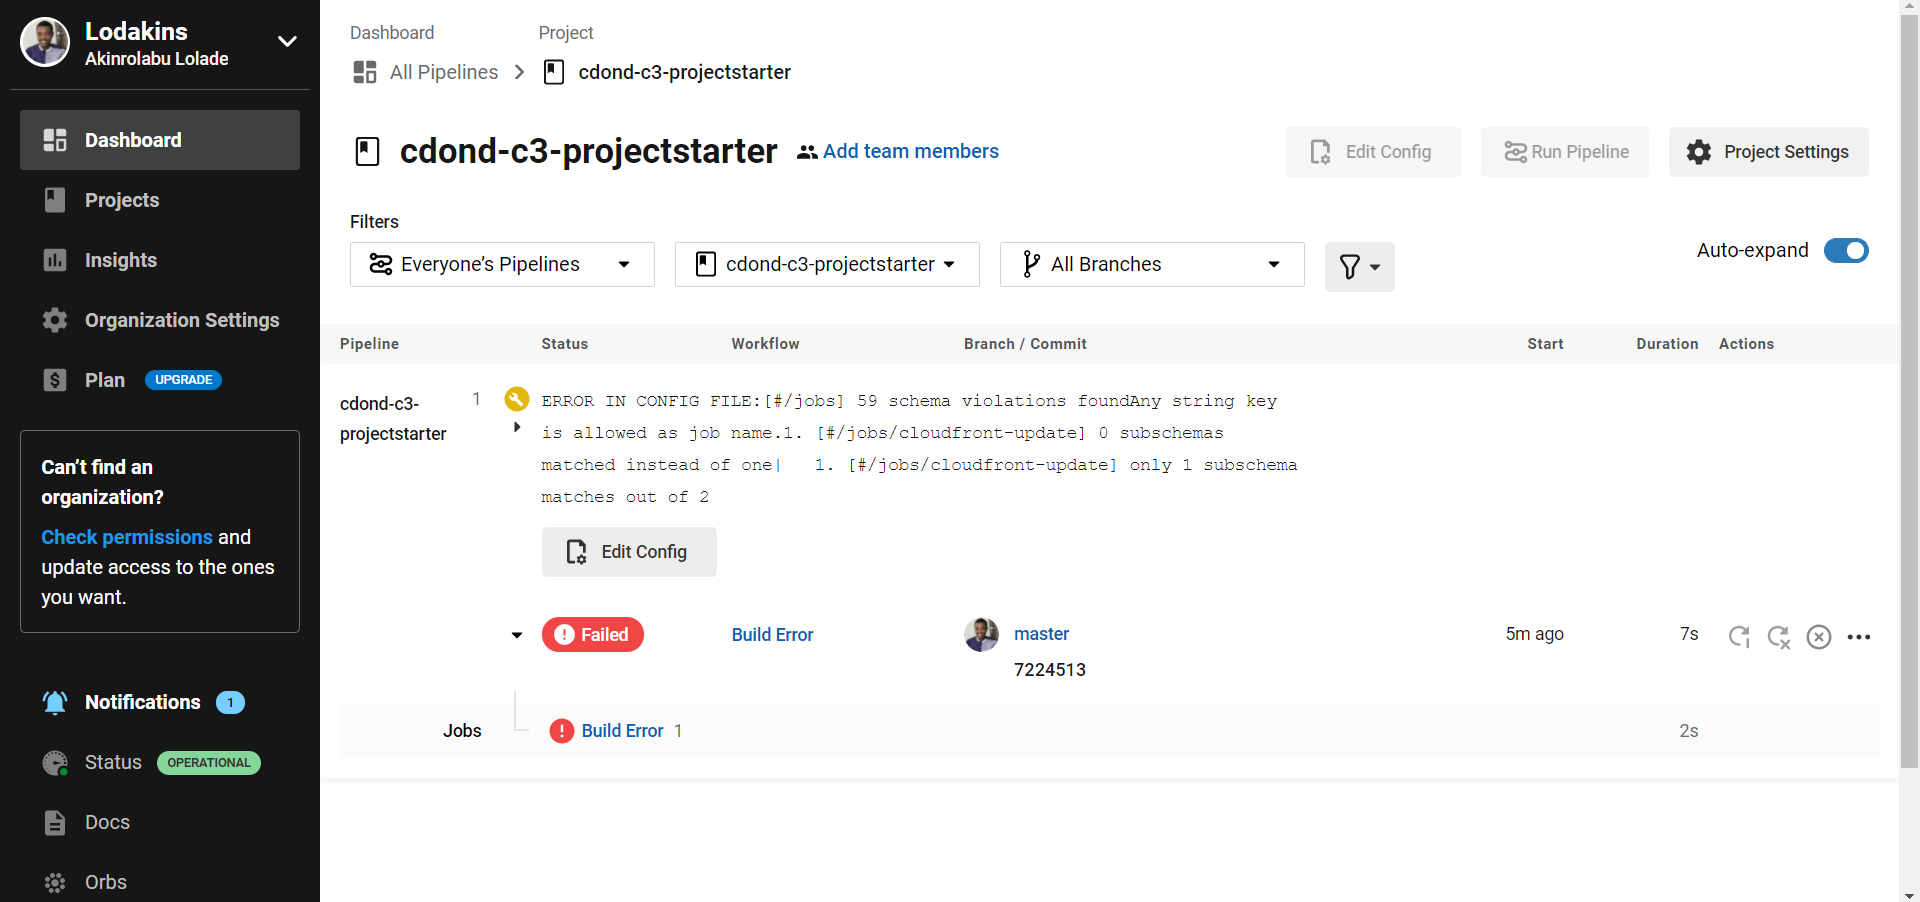 Lodakins
Akinrolabu Lolade
Dashboard
Projects
Insights
Organization Settings
Plan UPGRADE
Can't find an
organization?
Check permissions and
update access to the ones
you want.
Notifications 1
Status OPERATIONAL
Docs
Orbs
Dashboard Project
All Pipelines cdond-c3-projectstarter
cdond-c3-projectstarter Add team members Edit Config Run Pipeline Project Settings
Filters
Everyone's Pipelines cdond-c3-projectstarter All Branches Auto-expand
Pipeline Status Workflow Branch / Commit Start Duration Actions
cdond-c3-
projectstarter
1
ERROR IN CONFIG FILE:[#/jobs] 59 schema violations foundAny string key
is allowed as job name.1. [#/jobs/cloudfront-update] 0 subschemas
matched instead of one|   1. [#/jobs/cloudfront-update] only 1 subschema
matches out of 2
Edit Config
Failed Build Error master 5m ago 7s
7224513
Jobs Build Error 1 2s